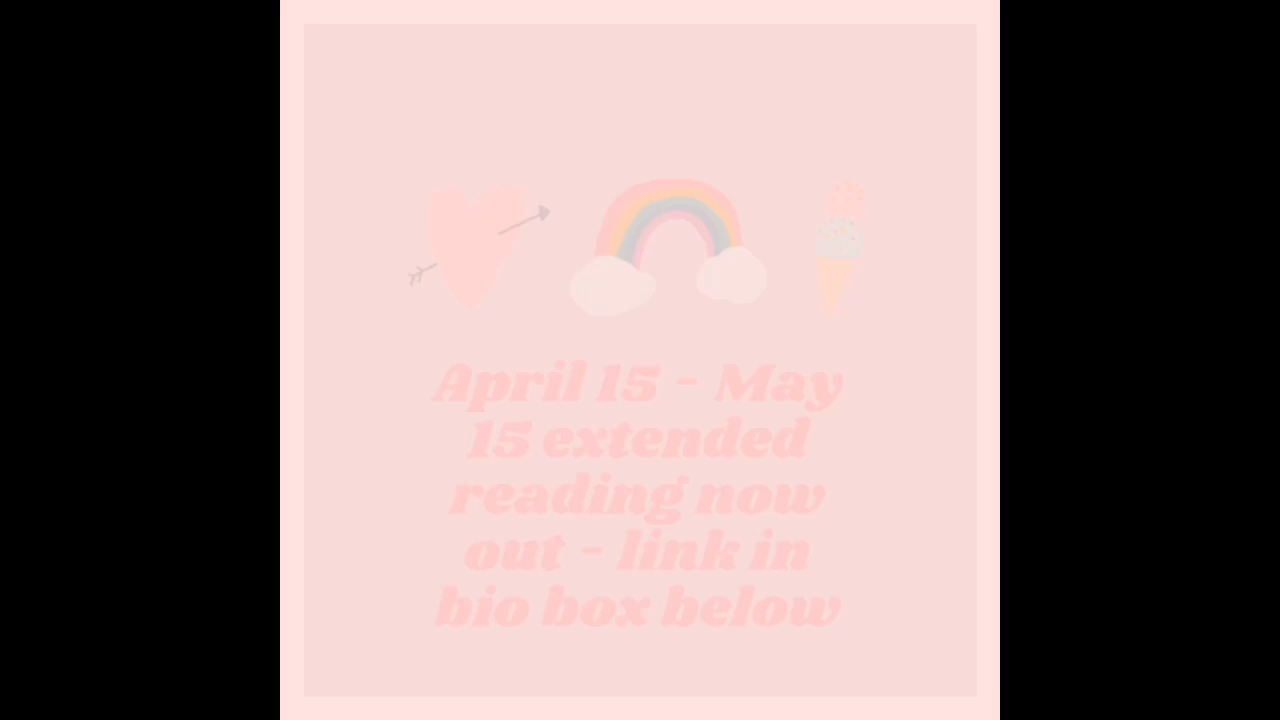 April 15 - May
15 extended
reading now
out - link in
bio box below